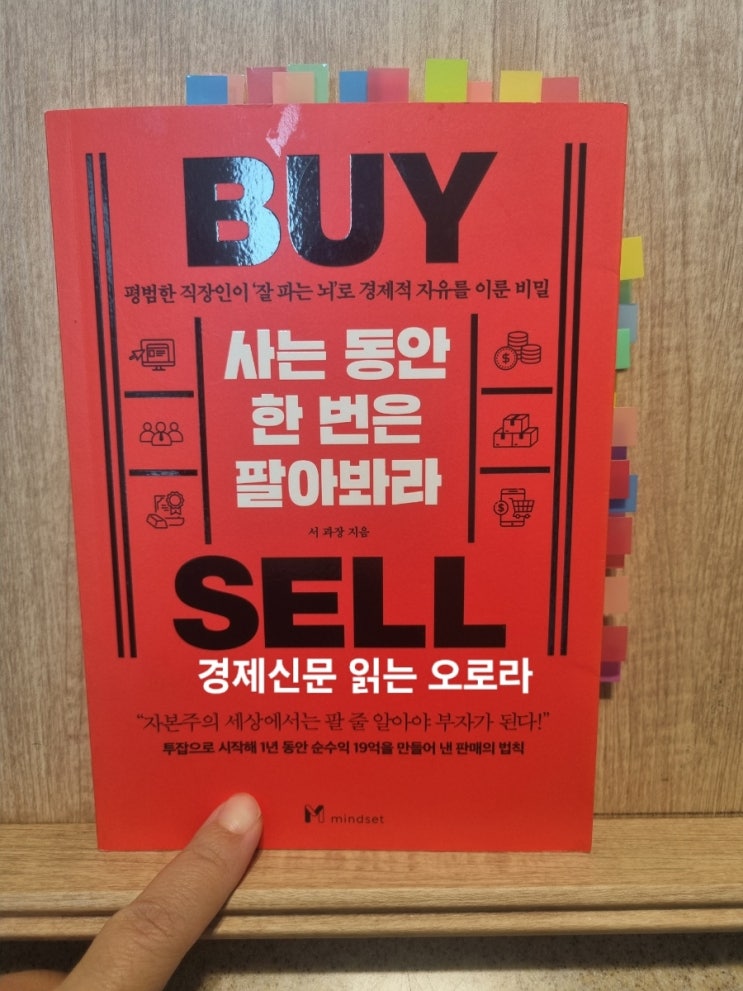 BUY
평범한 직장인이 ‘잘 파는 뇌’로 경제적 자유를 이룬 비밀
사는 동안
한 번은
팔아봐라
서 과장 지음
SELL
경제신문 읽는 오로라
“자본주의 세상에서는 팔 줄 알아야 부자가 된다!”
투잡으로 시작해 1년 동안 순수익 19억을 만들어 낸 판매의 법칙
M mindset